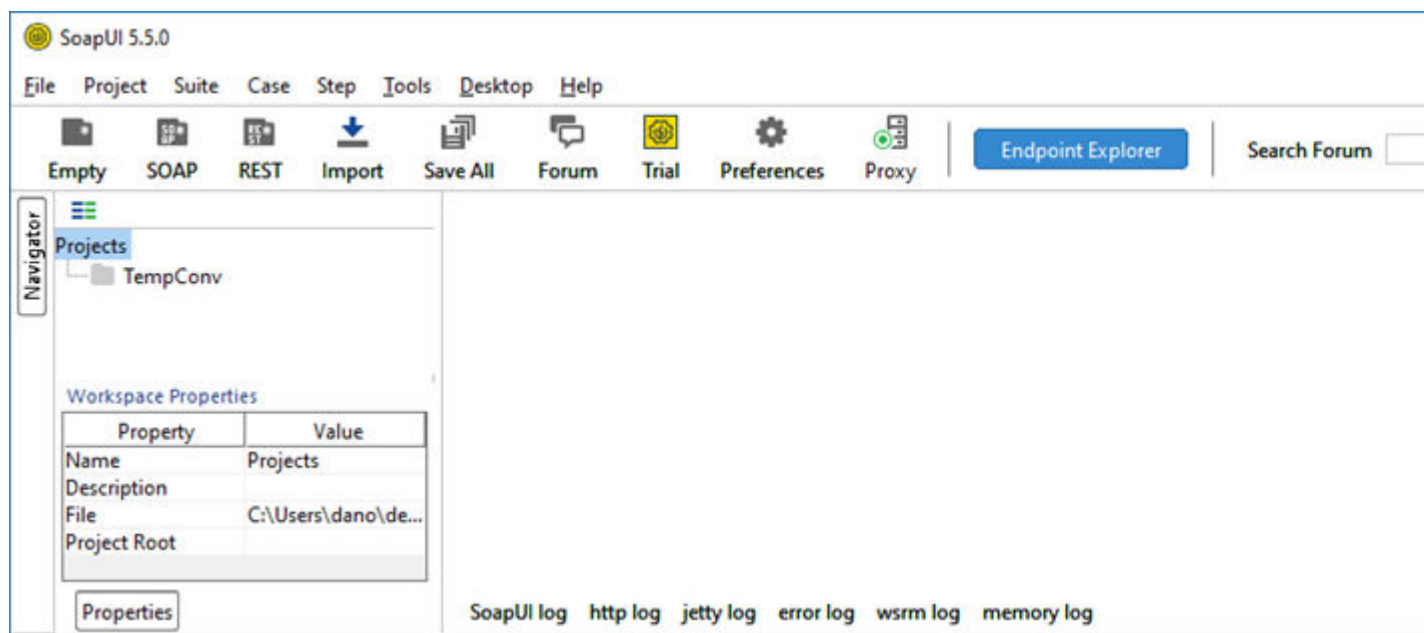 SoapUI 5.5.0
File Project Suite Case Step Tools Desktop Help
Empty SOAP REST Import Save All Forum Trial Preferences Proxy Endpoint Explorer Search Forum
Navigator
Projects
TempConv
Workspace Properties
Property Value
Name Projects
Description
File C:\Users\dano\de...
Project Root
Properties
SoapUI log http log jetty log error log wsrm log memory log